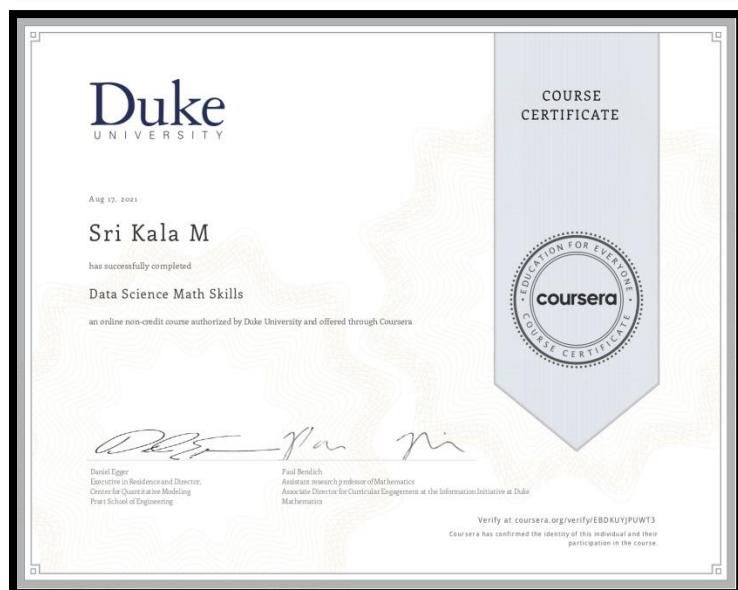 Duke
UNIVERSITY
COURSE
CERTIFICATE
Aug 17, 2021
Sri Kala M
has successfully completed
Data Science Math Skills
an online non-credit course authorized by Duke University and offered through Coursera
EDUCATION FOR EVERYONE
coursera
COURSE CERTIFICATE
Daniel Egger
Executive in Residence and Director,
Center for Quantitative Modeling
Pratt School of Engineering
Paul Bendich
Assistant research professor of Mathematics
Associate Director for Curricular Engagement at the Information Initiative at Duke
Mathematics
Verify at coursera.org/verify/EBDKUYJPUWT3
Coursera has confirmed the identity of this individual and their
participation in the course.